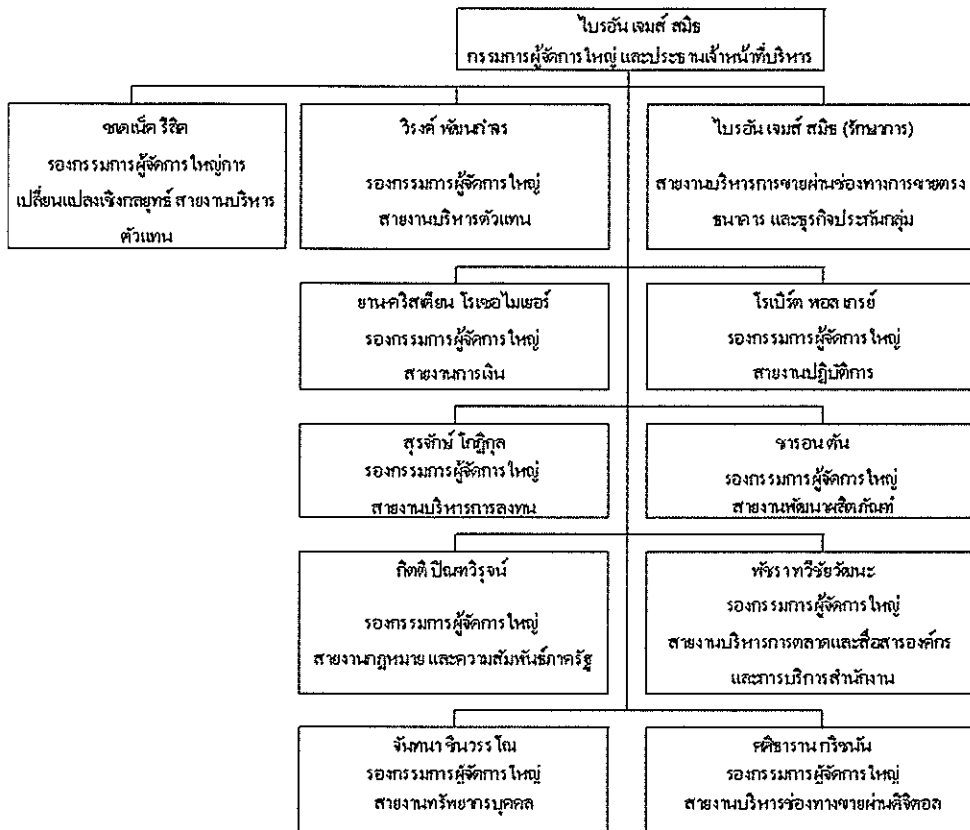 ไบรอัน เจมส์ สมิธ
กรรมการผู้จัดการใหญ่ และประธานเจ้าหน้าที่บริหาร
รองกรรมการผู้จัดการใหญ่การ
เปลี่ยนแปลงเชิงกลยุทธ์ สายงานบริหาร
ตัวแทน
วิรงค์ พัฒนกำจร
รองกรรมการผู้จัดการใหญ่
สายงานบริหารตัวแทน
ไบรอัน เจมส์ สมิธ (รักษาการ)
สายงานบริหารการขายผ่านช่องทางการขายตรง
ธนาคาร และธุรกิจประกันกลุ่ม
ยาน-คริสเตียน โรเชอไมเยอร์
รองกรรมการผู้จัดการใหญ่
สายงานการเงิน
โรเบิร์ต พอล เกรย์
รองกรรมการผู้จัดการใหญ่
สายงานปฏิบัติการ
สุรจักษ์ โกฏิกุล
รองกรรมการผู้จัดการใหญ่
สายงานบริหารการลงทุน
ชารอน ตัน
รองกรรมการผู้จัดการใหญ่
สายงานพัฒนาผลิตภัณฑ์
กิตติ ปิณฑวิรุจน์
รองกรรมการผู้จัดการใหญ่
สายงานกฎหมาย และความสัมพันธ์ภาครัฐ
พัชรา ทวีชัยวัฒนะ
รองกรรมการผู้จัดการใหญ่
สายงานบริหารการตลาดและสื่อสารองค์กร
และการบริการสำนักงาน
จันทนา ชินวรรโณ
รองกรรมการผู้จัดการใหญ่
สายงานทรัพยากรบุคคล
ศศิธาราน กริชนัน
รองกรรมการผู้จัดการใหญ่
สายงานบริหารช่องทางขายผ่านดิจิตอล